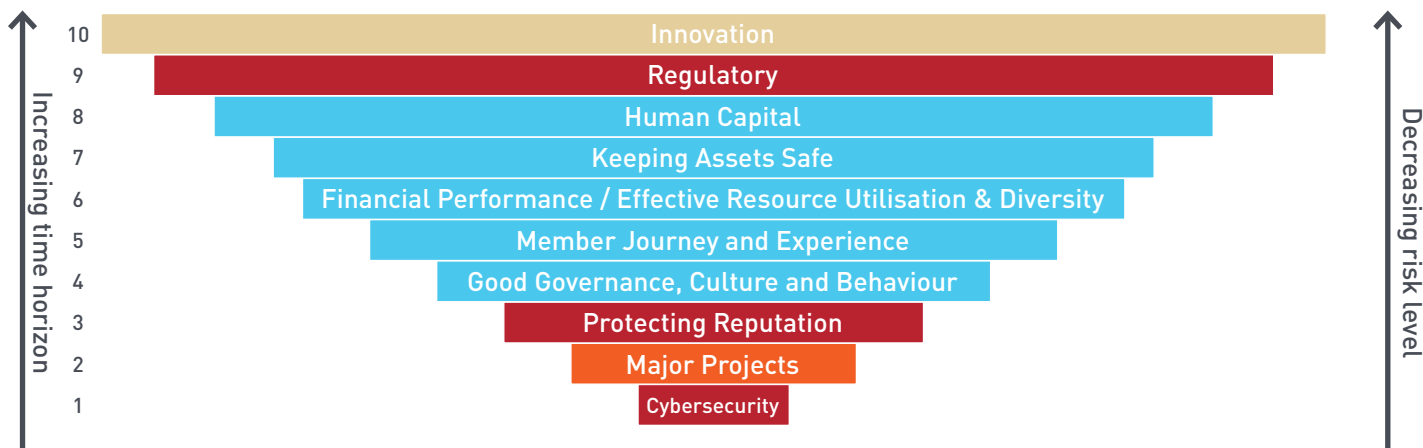 10 Innovation
9 Regulatory
8 Human Capital
7 Keeping Assets Safe
6 Financial Performance / Effective Resource Utilisation & Diversity
5 Member Journey and Experience
4 Good Governance, Culture and Behaviour
3 Protecting Reputation
2 Major Projects
1 Cybersecurity
Increasing time horizon
Decreasing risk level